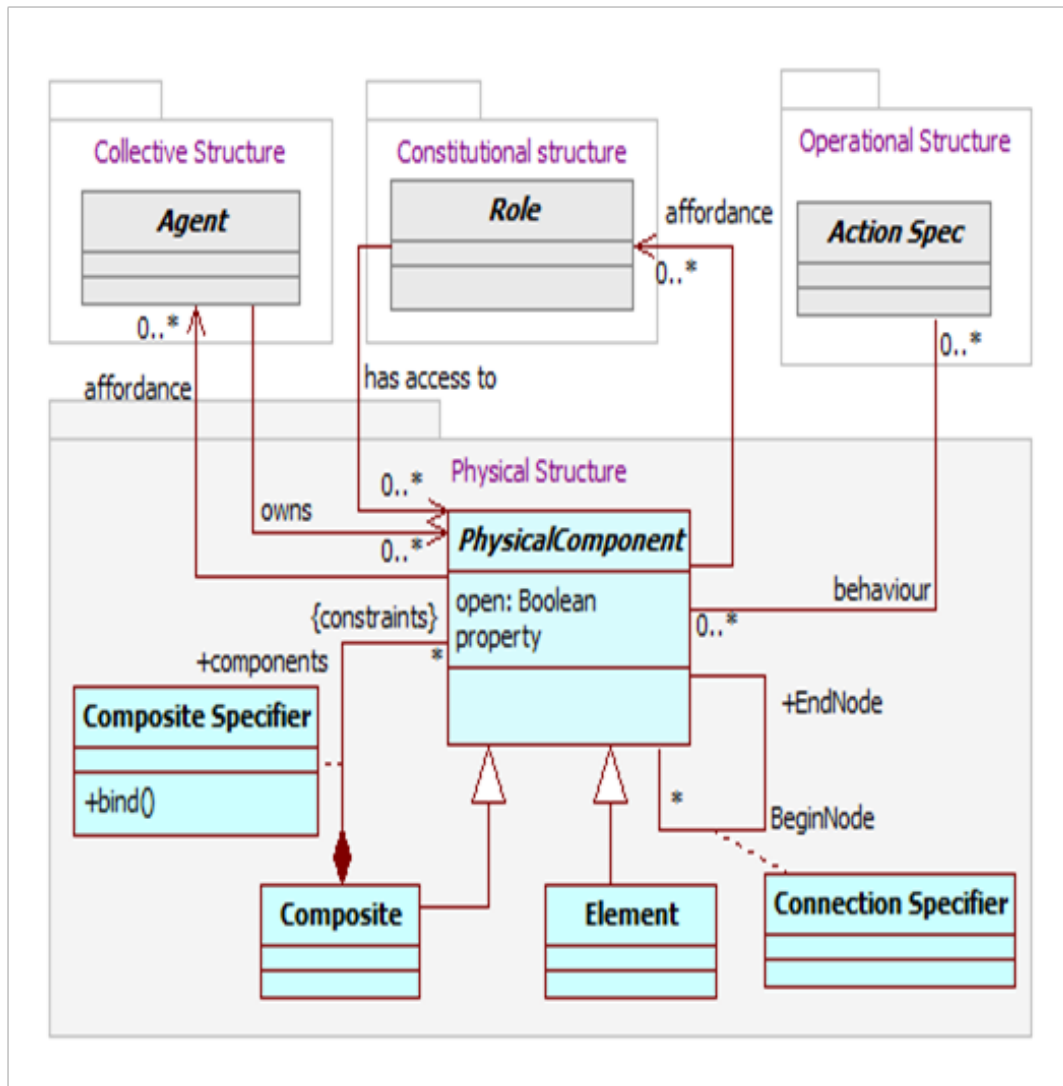 Collective Structure
Agent
0..*
affordance
owns
0..*
Constitutional structure
Role
affordance
0..*
has access to
0..*
Operational Structure
Action Spec
0..*
behaviour
0..*
Physical Structure
PhysicalComponent
open: Boolean
property
{constraints}
*
+components
Composite Specifier
+bind()
+EndNode
*
BeginNode
Composite
Element
Connection Specifier